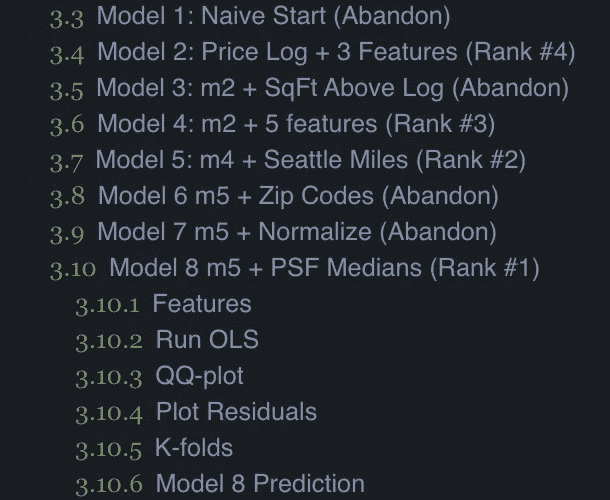 3.3 Model 1: Naive Start (Abandon)
3.4 Model 2: Price Log + 3 Features (Rank #4)
3.5 Model 3: m2 + SqFt Above Log (Abandon)
3.6 Model 4: m2 + 5 features (Rank #3)
3.7 Model 5: m4 + Seattle Miles (Rank #2)
3.8 Model 6 m5 + Zip Codes (Abandon)
3.9 Model 7 m5 + Normalize (Abandon)
3.10 Model 8 m5 + PSF Medians (Rank #1)
3.10.1 Features
3.10.2 Run OLS
3.10.3 QQ-plot
3.10.4 Plot Residuals
3.10.5 K-folds
3.10.6 Model 8 Prediction